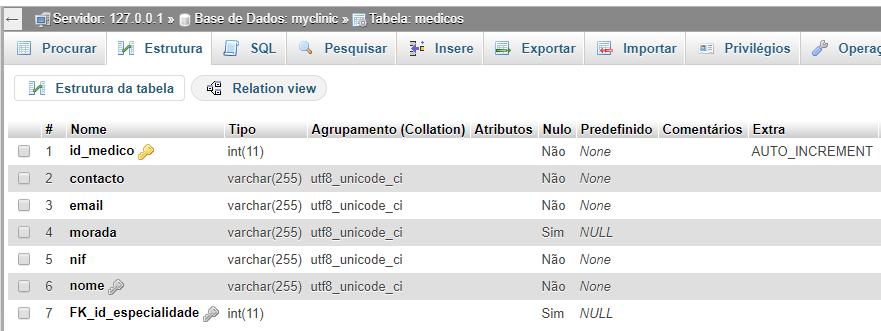 Servidor: 127.0.0.1 » Base de Dados: myclinic » Tabela: medicos
Procurar Estrutura SQL Pesquisar Insere Exportar Importar Privilégios Operaç
Estrutura da tabela Relation view
# Nome Tipo Agrupamento (Collation) Atributos Nulo Predefinido Comentários Extra
1 id_medico int(11) Não None AUTO_INCREMENT
2 contacto varchar(255) utf8_unicode_ci Não None
3 email varchar(255) utf8_unicode_ci Não None
4 morada varchar(255) utf8_unicode_ci Sim NULL
5 nif varchar(255) utf8_unicode_ci Não None
6 nome varchar(255) utf8_unicode_ci Não None
7 FK_id_especialidade int(11) Sim NULL